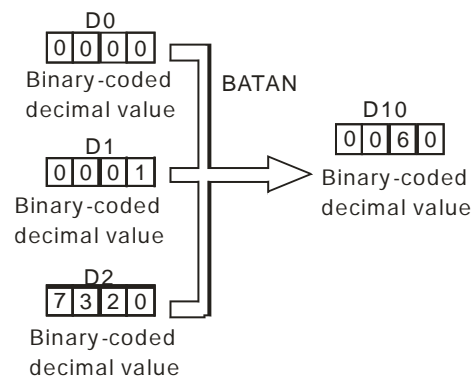 D0
0 0 0 0
Binary-coded
decimal value
BATAN
D1
0 0 0 1
Binary-coded
decimal value
D2
7 3 2 0
Binary-coded
decimal value
D10
0 0 6 0
Binary-coded
decimal value